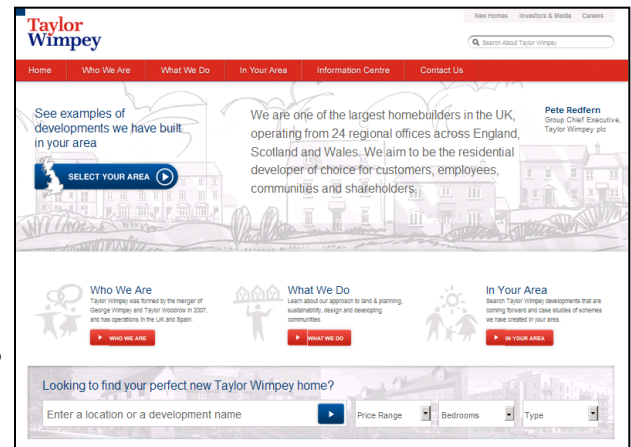 Taylor
Wimpey
New Homes Investors & Media Careers
Search About Taylor Wimpey
Home Who We Are What We Do In Your Area Information Centre Contact Us
See examples of
developments we have built
in your area
SELECT YOUR AREA
We are one of the largest homebuilders in the UK,
operating from 24 regional offices across England,
Scotland and Wales. We aim to be the residential
developer of choice for customers, employees,
communities and shareholders.
Pete Redfern
Group Chief Executive,
Taylor Wimpey plc
Who We Are
Taylor Wimpey was formed by the merger of
George Wimpey and Taylor Woodrow in 2007,
and has operations in the UK and Spain.
WHO WE ARE
What We Do
Learn about our approach to land & planning,
sustainability, design and developing
communities.
WHAT WE DO
In Your Area
Search Taylor Wimpey developments that are
coming forward and case studies of schemes
we have created in your area.
IN YOUR AREA
Looking to find your perfect new Taylor Wimpey home?
Enter a location or a development name
Price Range
Bedrooms
Type